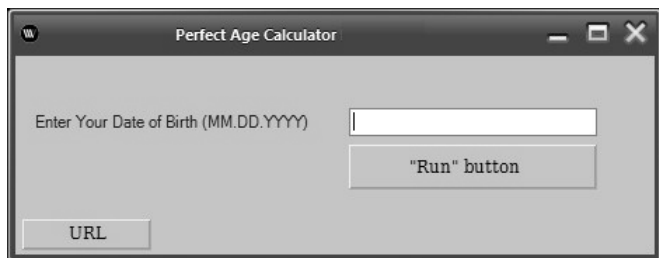 Perfect Age Calculator
Enter Your Date of Birth (MM.DD.YYYY)
"Run" button
URL